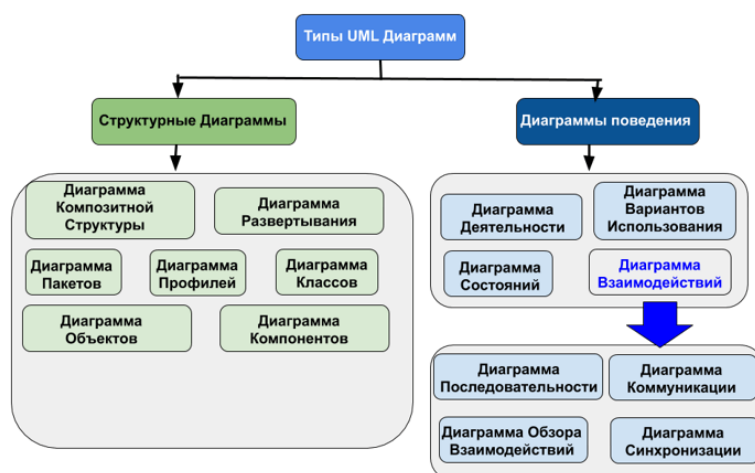 Типы UML Диаграмм
Структурные Диаграммы
Диаграммы поведения
Диаграмма
Композитной
Структуры
Диаграмма
Развертывания
Диаграмма
Пакетов
Диаграмма
Профилей
Диаграмма
Классов
Диаграмма
Объектов
Диаграмма
Компонентов
Диаграмма
Деятельности
Диаграмма
Вариантов
Использования
Диаграмма
Состояний
Диаграмма
Взаимодействий
Диаграмма
Последовательности
Диаграмма
Коммуникации
Диаграмма Обзора
Взаимодействий
Диаграмма
Синхронизации